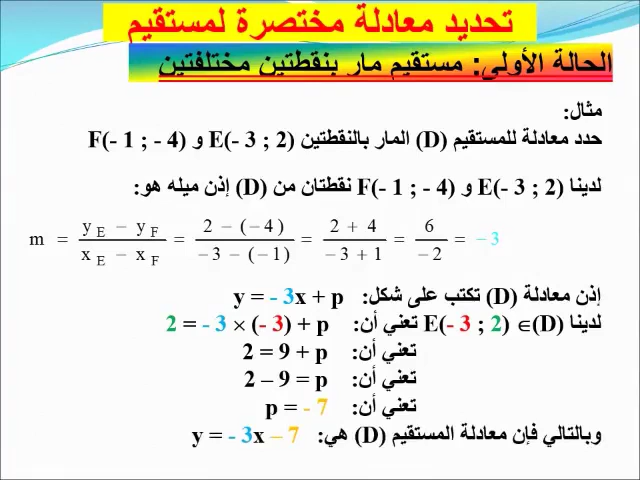 تحديد معادلة مختصرة لمستقيم
الحالة الأولى: مستقيم مار بنقطتين مختلفتين
مثال:
حدد معادلة للمستقيم (D) المار بالنقطتين E(- 3 ; 2) و F(- 1 ; - 4)
لدينا E(- 3 ; 2) و F(- 1 ; - 4) نقطتان من (D) إذن ميله هو:
m = (y_E − y_F) / (x_E − x_F) = (2 − (−4)) / (−3 − (−1)) = (2 + 4) / (−3 + 1) = 6 / −2 = −3
إذن معادلة (D) تكتب على شكل: y = - 3x + p
لدينا E(- 3 ; 2) ∈(D) تعني أن: 2 = - 3 × (- 3) + p
تعني أن: 2 = 9 + p
تعني أن: 2 – 9 = p
تعني أن: p = - 7
وبالتالي فإن معادلة المستقيم (D) هي: y = - 3x – 7